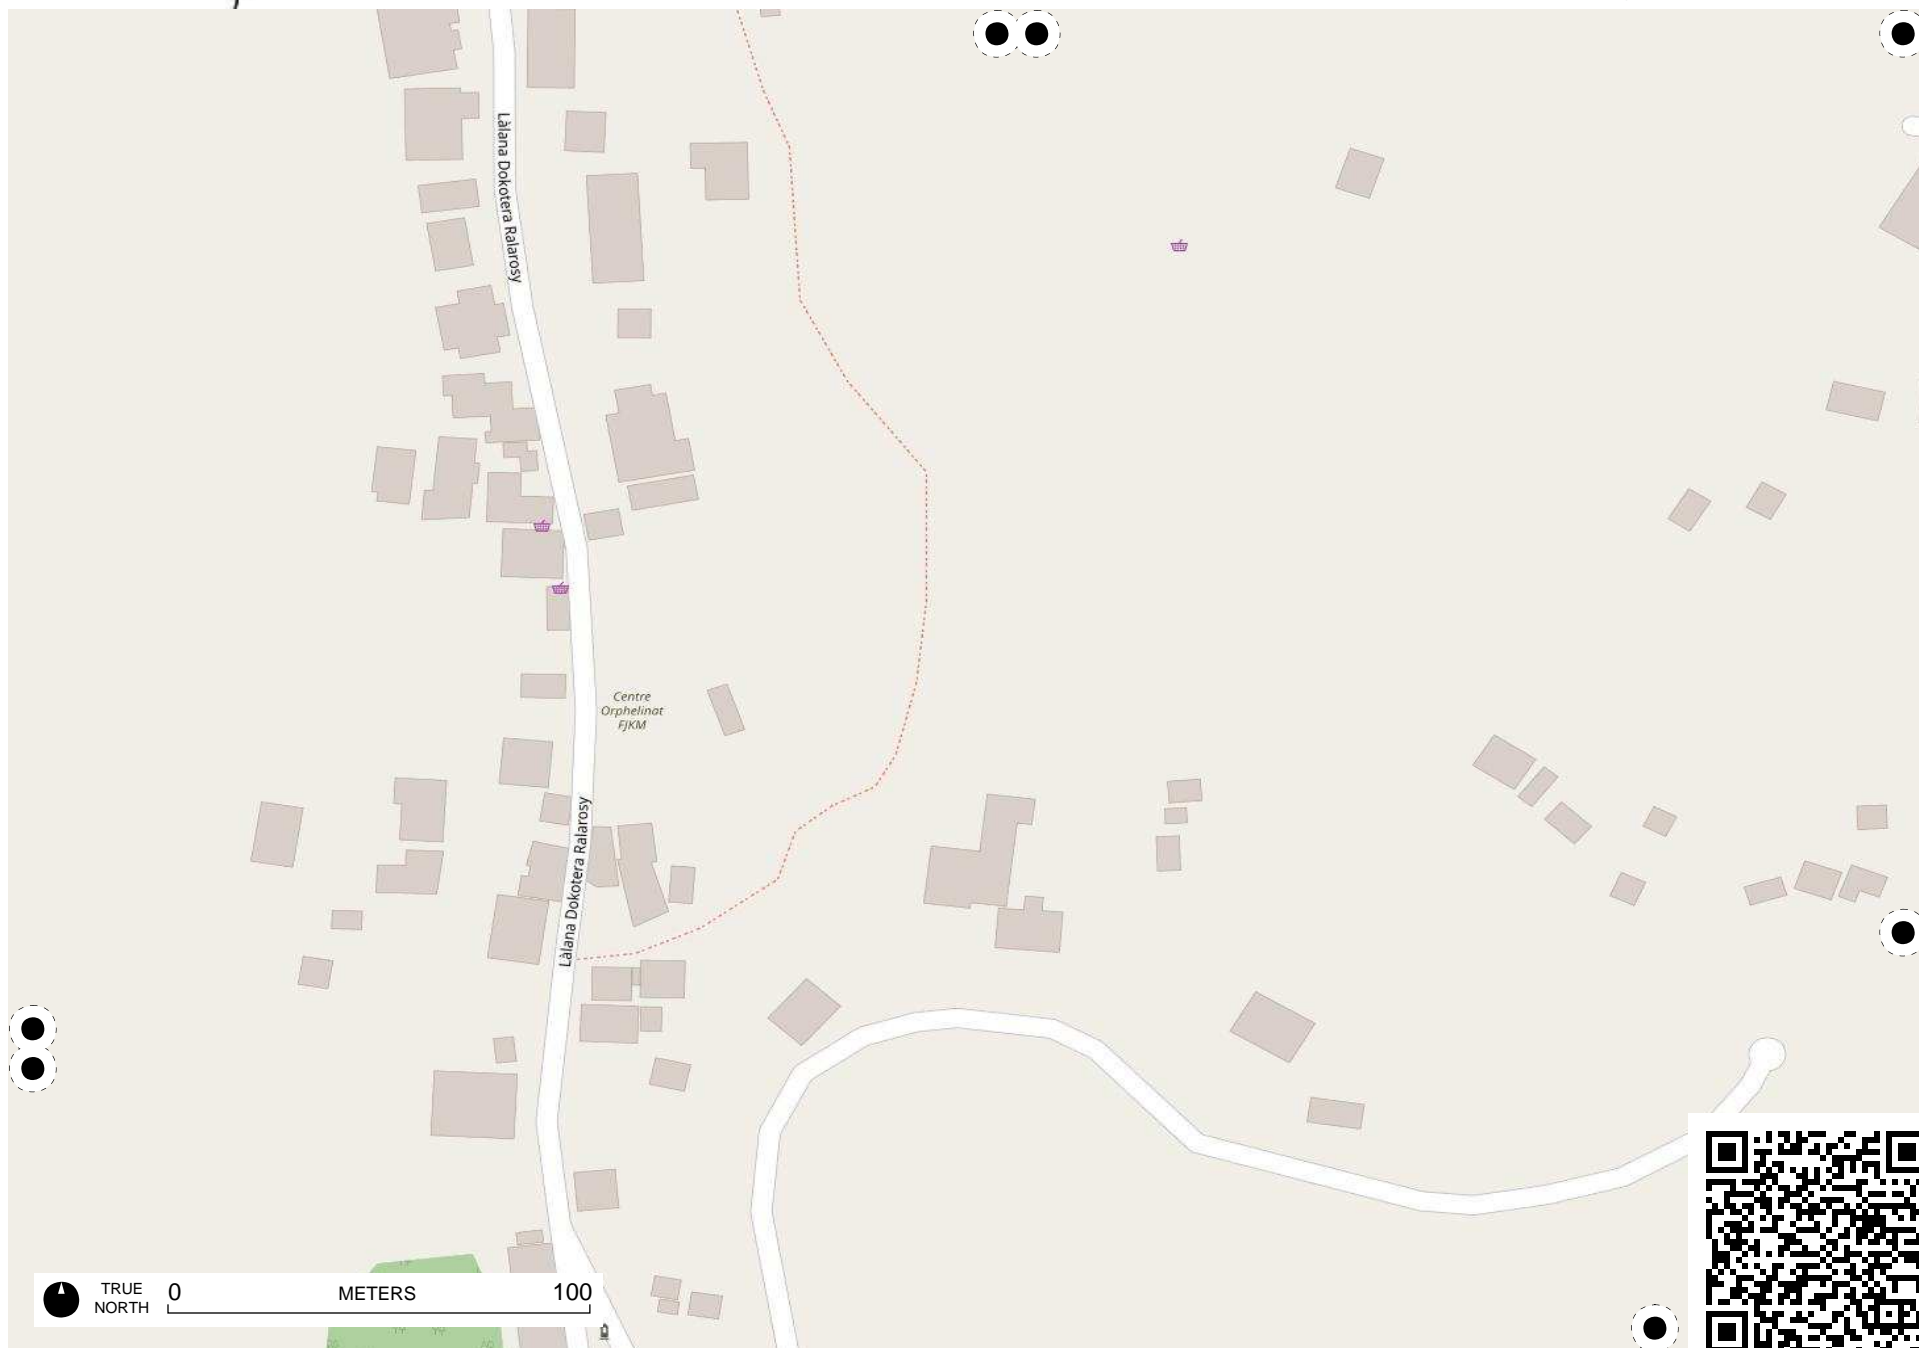 Làlana Dokotera Ralarosy
Centre
Orphelinat
FJKM
Làlana Dokotera Ralarosy
TRUE
NORTH
0
METERS
100